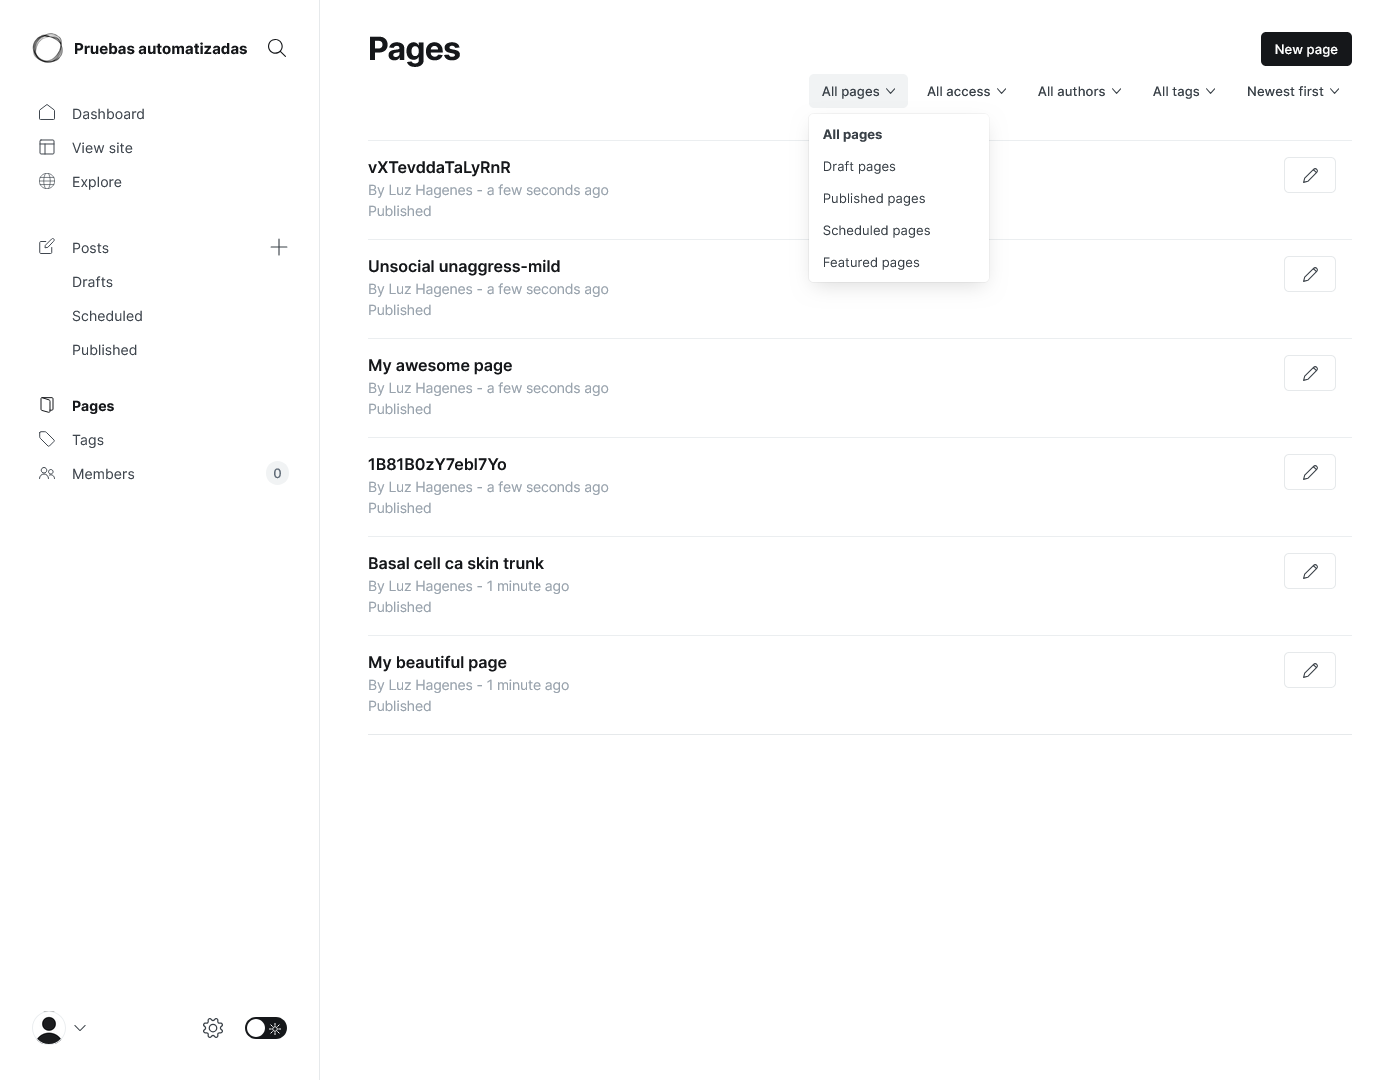 Pruebas automatizadas
Dashboard
View site
Explore
Posts
Drafts
Scheduled
Published
Pages
Tags
Members
0
Pages
New page
All pages
All access
All authors
All tags
Newest first
All pages
Draft pages
Published pages
Scheduled pages
Featured pages
vXTevddaTaLyRnR
By Luz Hagenes - a few seconds ago
Published
Unsocial unaggress-mild
By Luz Hagenes - a few seconds ago
Published
My awesome page
By Luz Hagenes - a few seconds ago
Published
1B81B0zY7ebI7Yo
By Luz Hagenes - a few seconds ago
Published
Basal cell ca skin trunk
By Luz Hagenes - 1 minute ago
Published
My beautiful page
By Luz Hagenes - 1 minute ago
Published